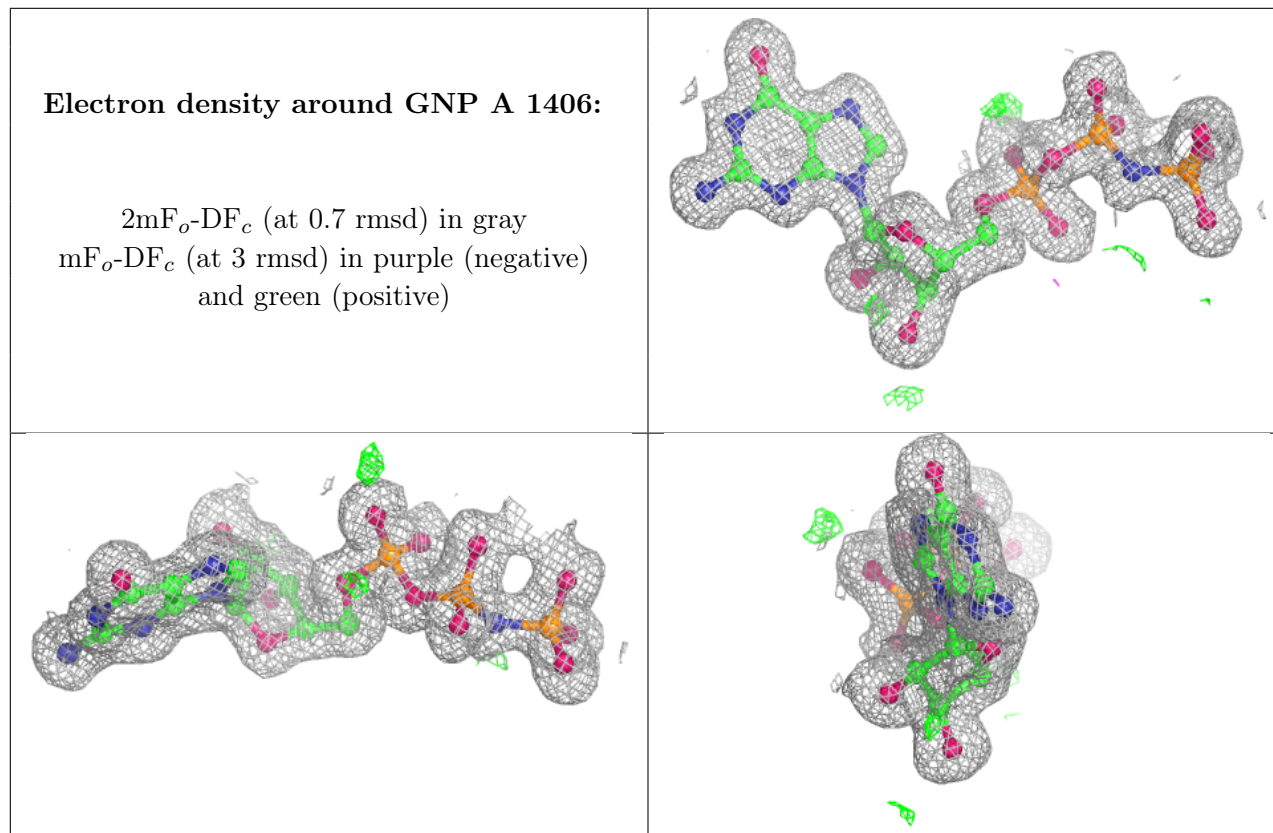 Electron density around GNP A 1406:
2mFo-DFc (at 0.7 rmsd) in gray
mFo-DFc (at 3 rmsd) in purple (negative)
and green (positive)